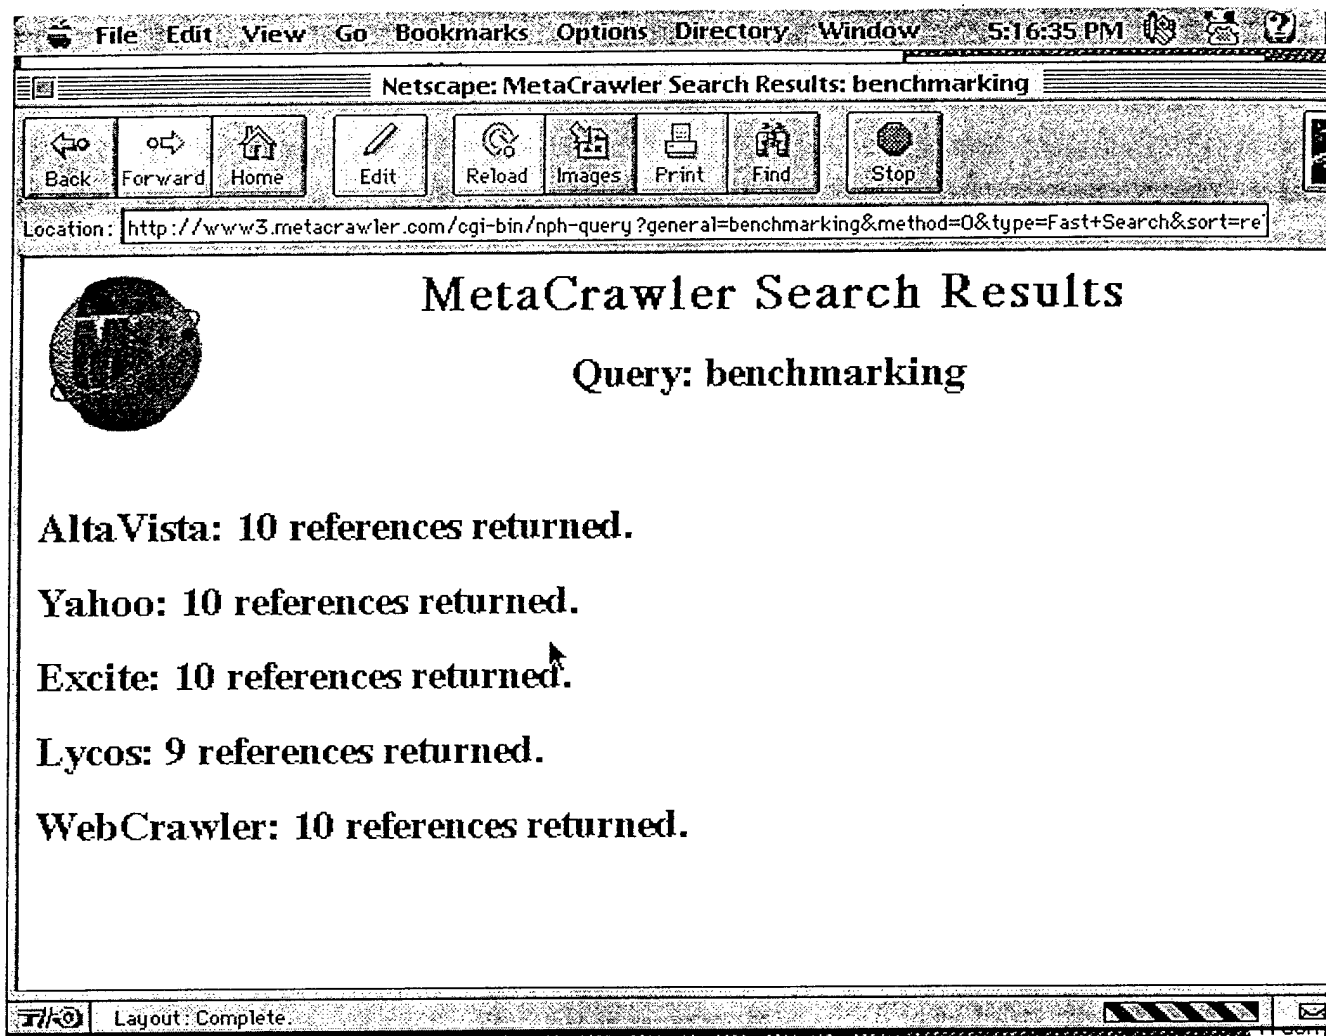 File Edit View Go Bookmarks Options Directory Window 5:16:35 PM
Netscape: MetaCrawler Search Results: benchmarking
Back Forward Home Edit Reload Images Print Find Stop
Location: http://www3.metacrawler.com/cgi-bin/nph-query?general=benchmarking&method=0&type=Fast+Search&sort=re
MetaCrawler Search Results
Query: benchmarking
AltaVista: 10 references returned.
Yahoo: 10 references returned.
Excite: 10 references returned.
Lycos: 9 references returned.
WebCrawler: 10 references returned.
Layout: Complete.